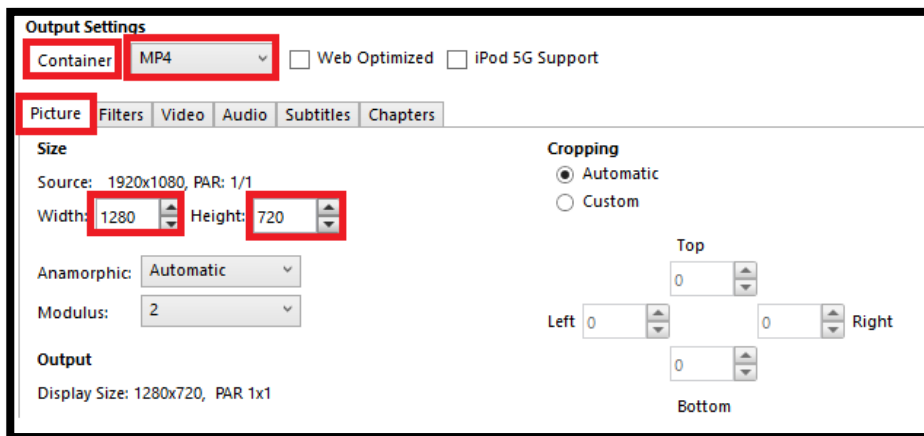 Output Settings
Container MP4 Web Optimized iPod 5G Support
Picture Filters Video Audio Subtitles Chapters
Size
Source: 1920x1080, PAR: 1/1
Width: 1280 Height: 720
Anamorphic: Automatic
Modulus: 2
Output
Display Size: 1280x720, PAR 1x1
Cropping
Automatic
Custom
Top
0
Left 0 0 Right
0
Bottom